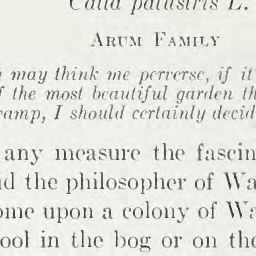 Calla palustris L.
ARUM FAMILY
may think me perverse, if it
f the most beautiful garden th
amp, I should certainly decid
any measure the fascin
d the philosopher of Wa
ome upon a colony of Wa
ool in the bog or on the